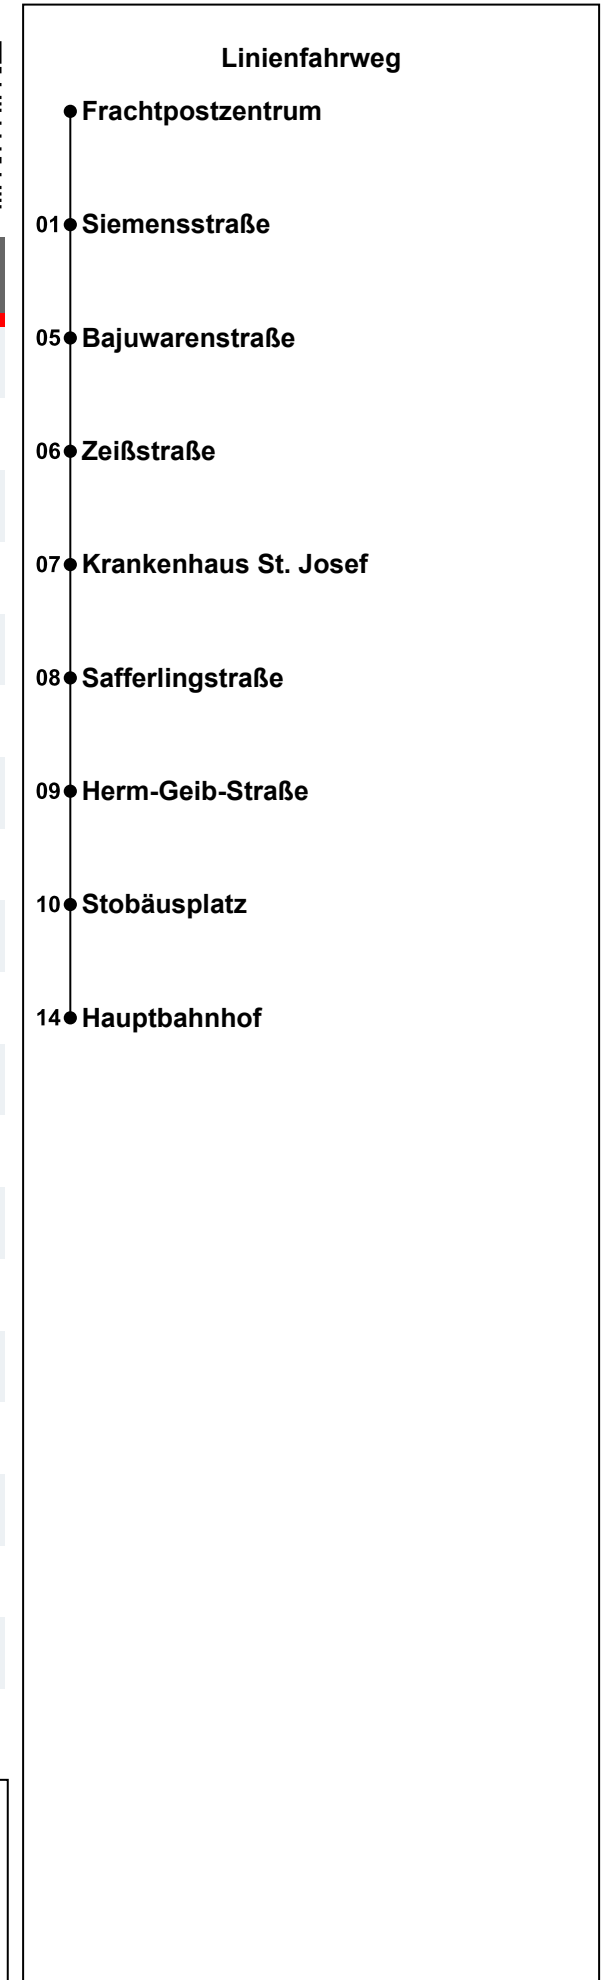 Linienfahrweg
Frachtpostzentrum
01 Siemensstraße
05 Bajuwarenstraße
06 Zeißstraße
07 Krankenhaus St. Josef
08 Safferlingstraße
09 Herm-Geib-Straße
10 Stobäusplatz
14 Hauptbahnhof